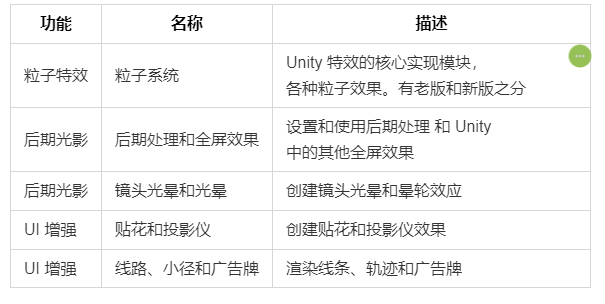 功能 名称 描述
粒子特效 粒子系统 Unity 特效的核心实现模块，
各种粒子效果。有老版和新版之分
后期光影 后期处理和全屏效果 设置和使用后期处理 和 Unity
中的其他全屏效果
后期光影 镜头光晕和光晕 创建镜头光晕和晕轮效应
UI 增强 贴花和投影仪 创建贴花和投影仪效果
UI 增强 线路、小径和广告牌 渲染线条、轨迹和广告牌